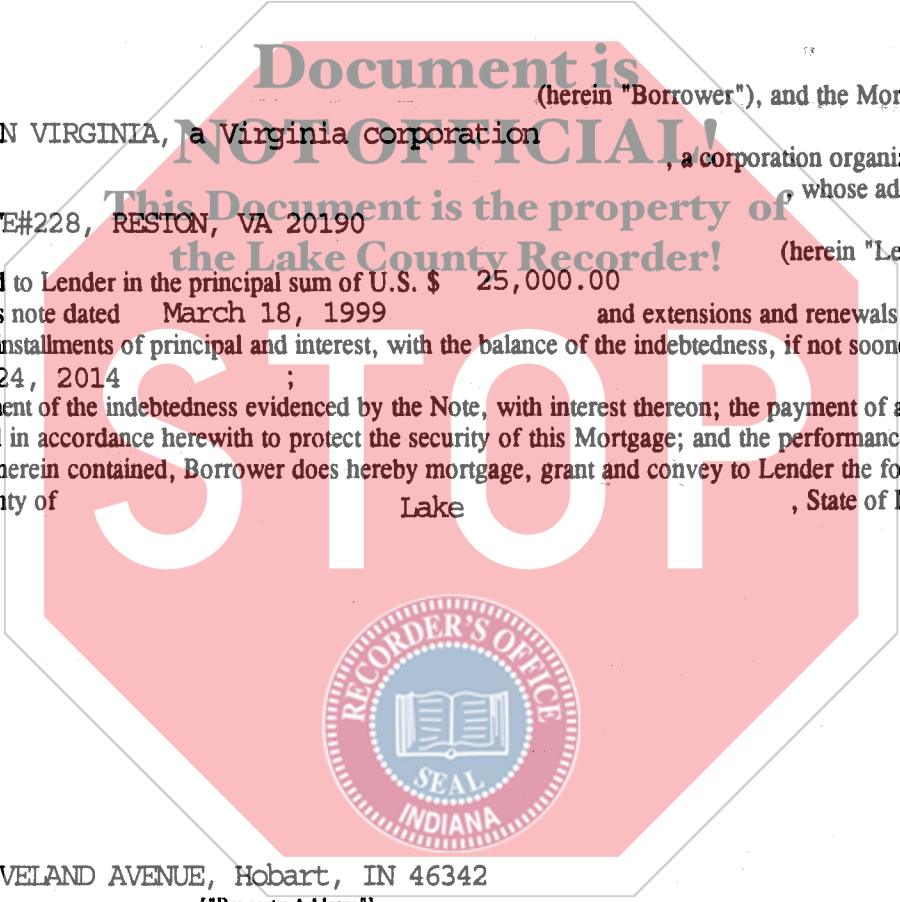 Document is
(herein "Borrower"), and the Mor
N VIRGINIA, a Virginia corporation
NOT OFFICIAL!
, a corporation organiz
This Document is the property of
, whose ad
E#228, RESTON, VA 20190
the Lake County Recorder!
(herein "Le
d to Lender in the principal sum of U.S. $ 25,000.00
s note dated March 18, 1999 and extensions and renewals
installments of principal and interest, with the balance of the indebtedness, if not soone
24, 2014 ;
ent of the indebtedness evidenced by the Note, with interest thereon; the payment of a
l in accordance herewith to protect the security of this Mortgage; and the performanc
herein contained, Borrower does hereby mortgage, grant and convey to Lender the fo
nty of Lake , State of I
STOP
RECORDER'S OFFICE
SEAL
INDIANA
VELAND AVENUE, Hobart, IN 46342